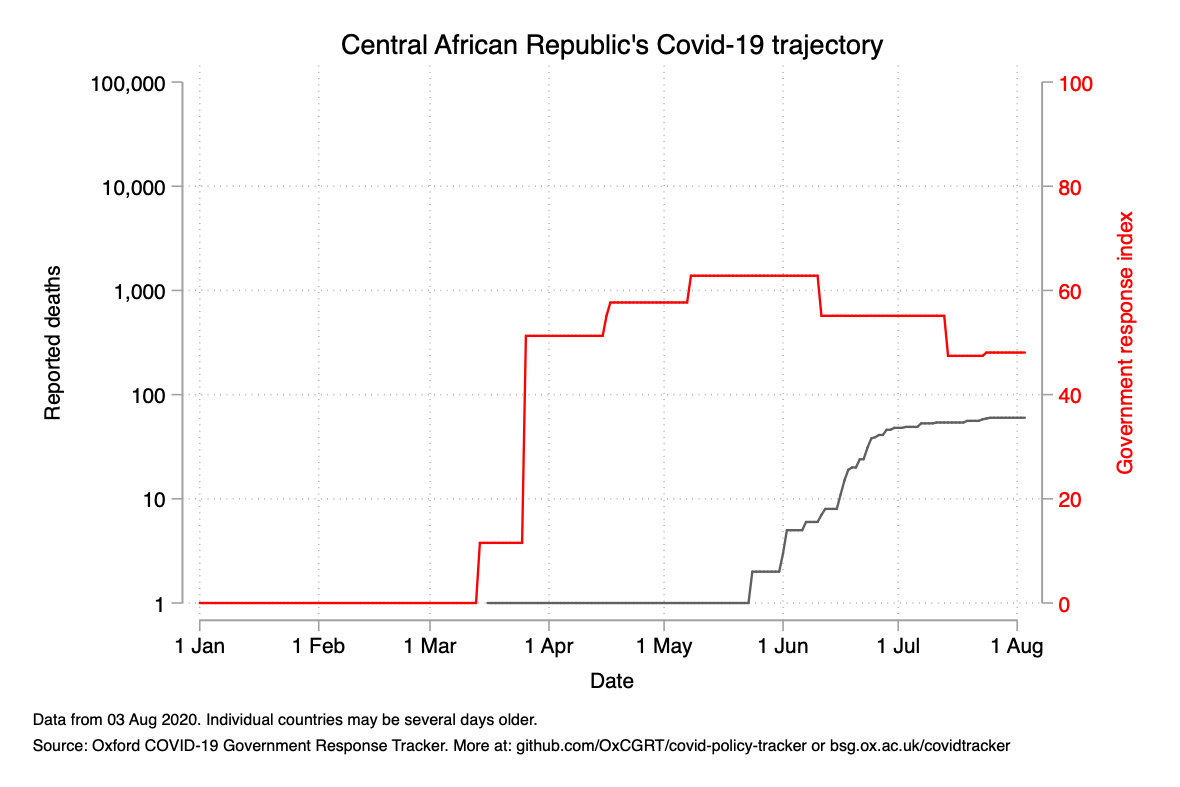 Central African Republic's Covid-19 trajectory
100,000
10,000
1,000
100
10
1
Reported deaths
100
80
60
40
20
0
Government response index
1 Jan 1 Feb 1 Mar 1 Apr 1 May 1 Jun 1 Jul 1 Aug
Date
Data from 03 Aug 2020. Individual countries may be several days older.
Source: Oxford COVID-19 Government Response Tracker. More at: github.com/OxCGRT/covid-policy-tracker or bsg.ox.ac.uk/covidtracker